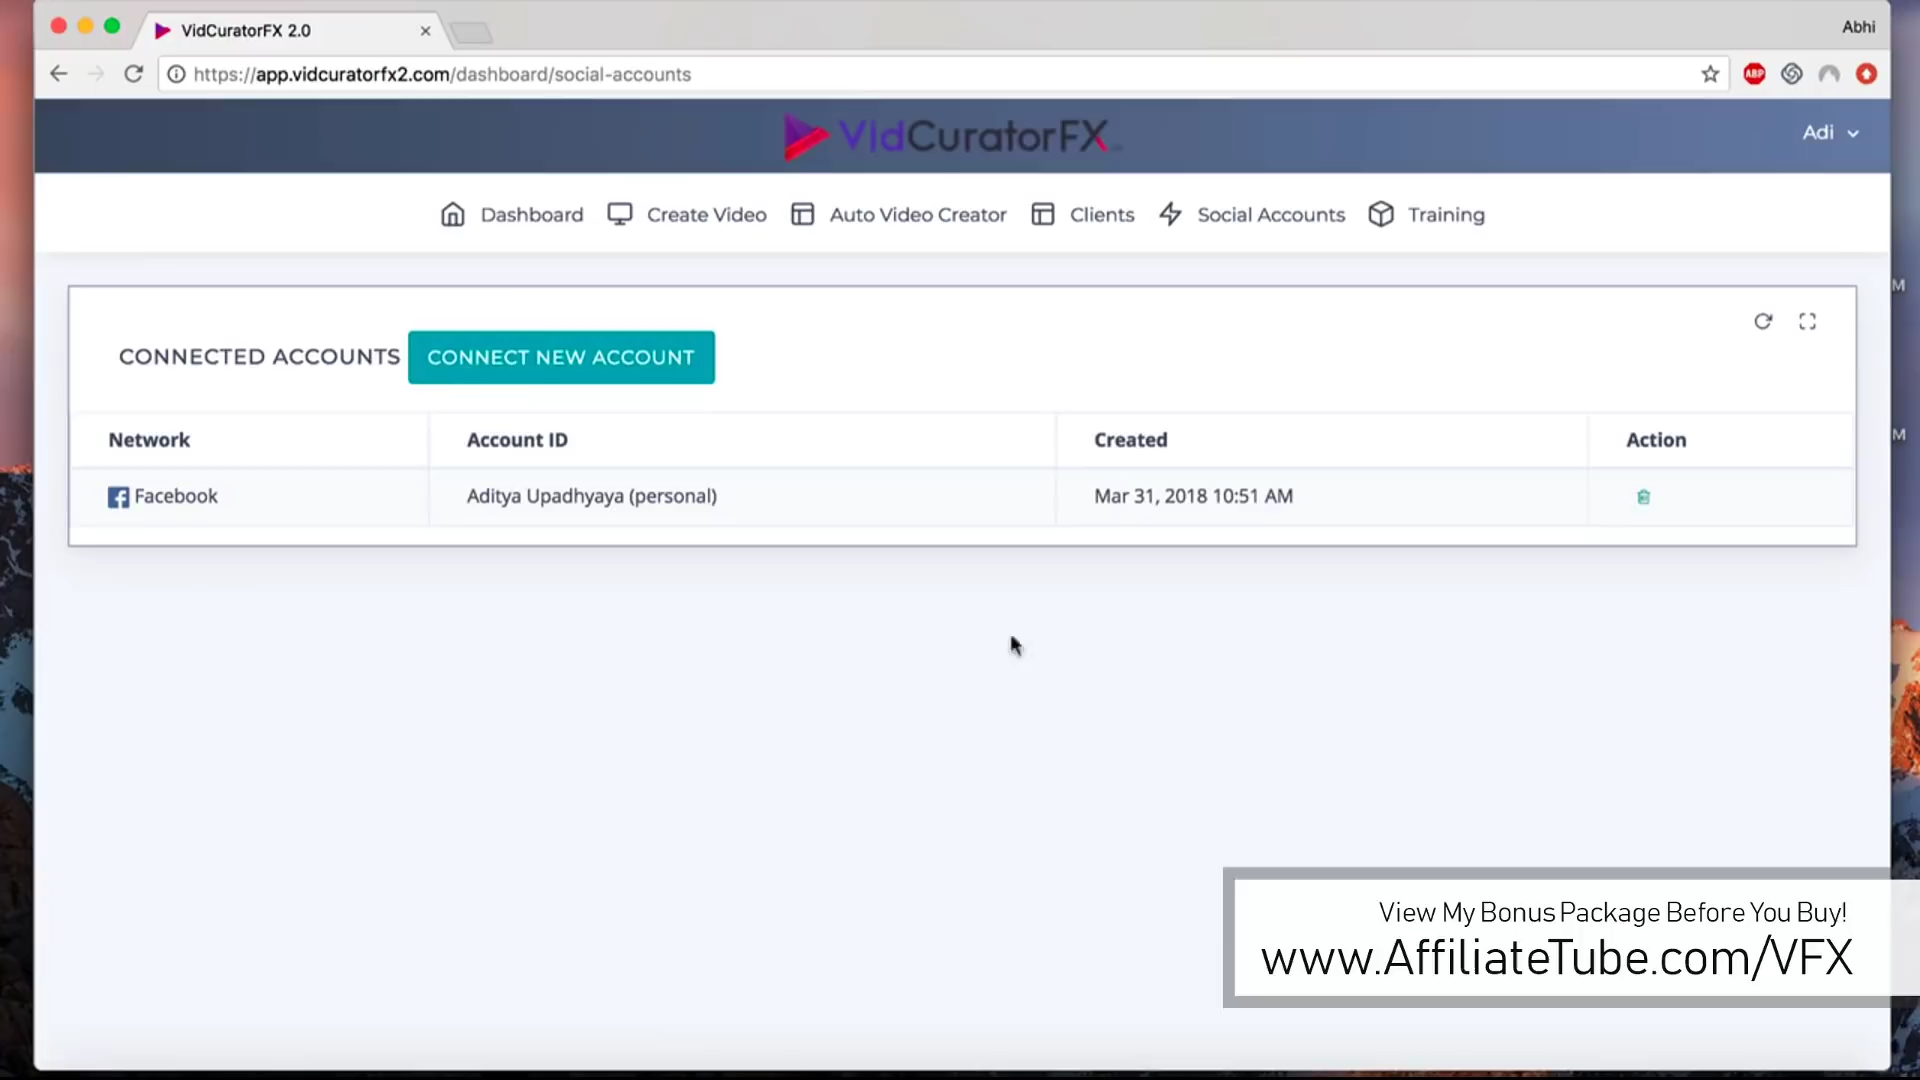 VidCuratorFX 2.0
Abhi
https://app.vidcuratorfx2.com/dashboard/social-accounts
ABP
VidCuratorFX
Adi
Dashboard Create Video Auto Video Creator Clients Social Accounts Training
M
CONNECTED ACCOUNTS CONNECT NEW ACCOUNT
Network Account ID Created Action
M
Facebook Aditya Upadhyaya (personal) Mar 31, 2018 10:51 AM
View My Bonus Package Before You Buy!
www.AffiliateTube.com/VFX